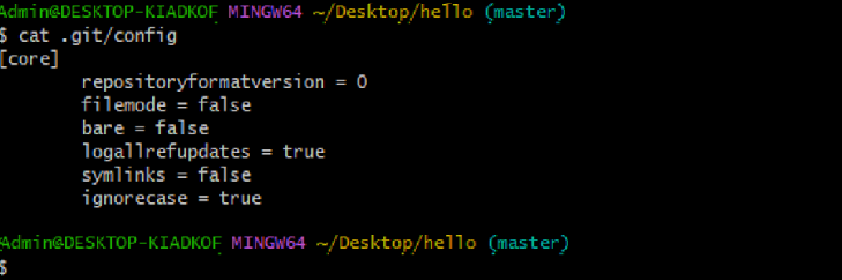 Admin@DESKTOP-KIADKOF MINGW64 ~/Desktop/hello (master)
$ cat .git/config
[core]
        repositoryformatversion = 0
        filemode = false
        bare = false
        logallrefupdates = true
        symlinks = false
        ignorecase = true
Admin@DESKTOP-KIADKOF MINGW64 ~/Desktop/hello (master)
$